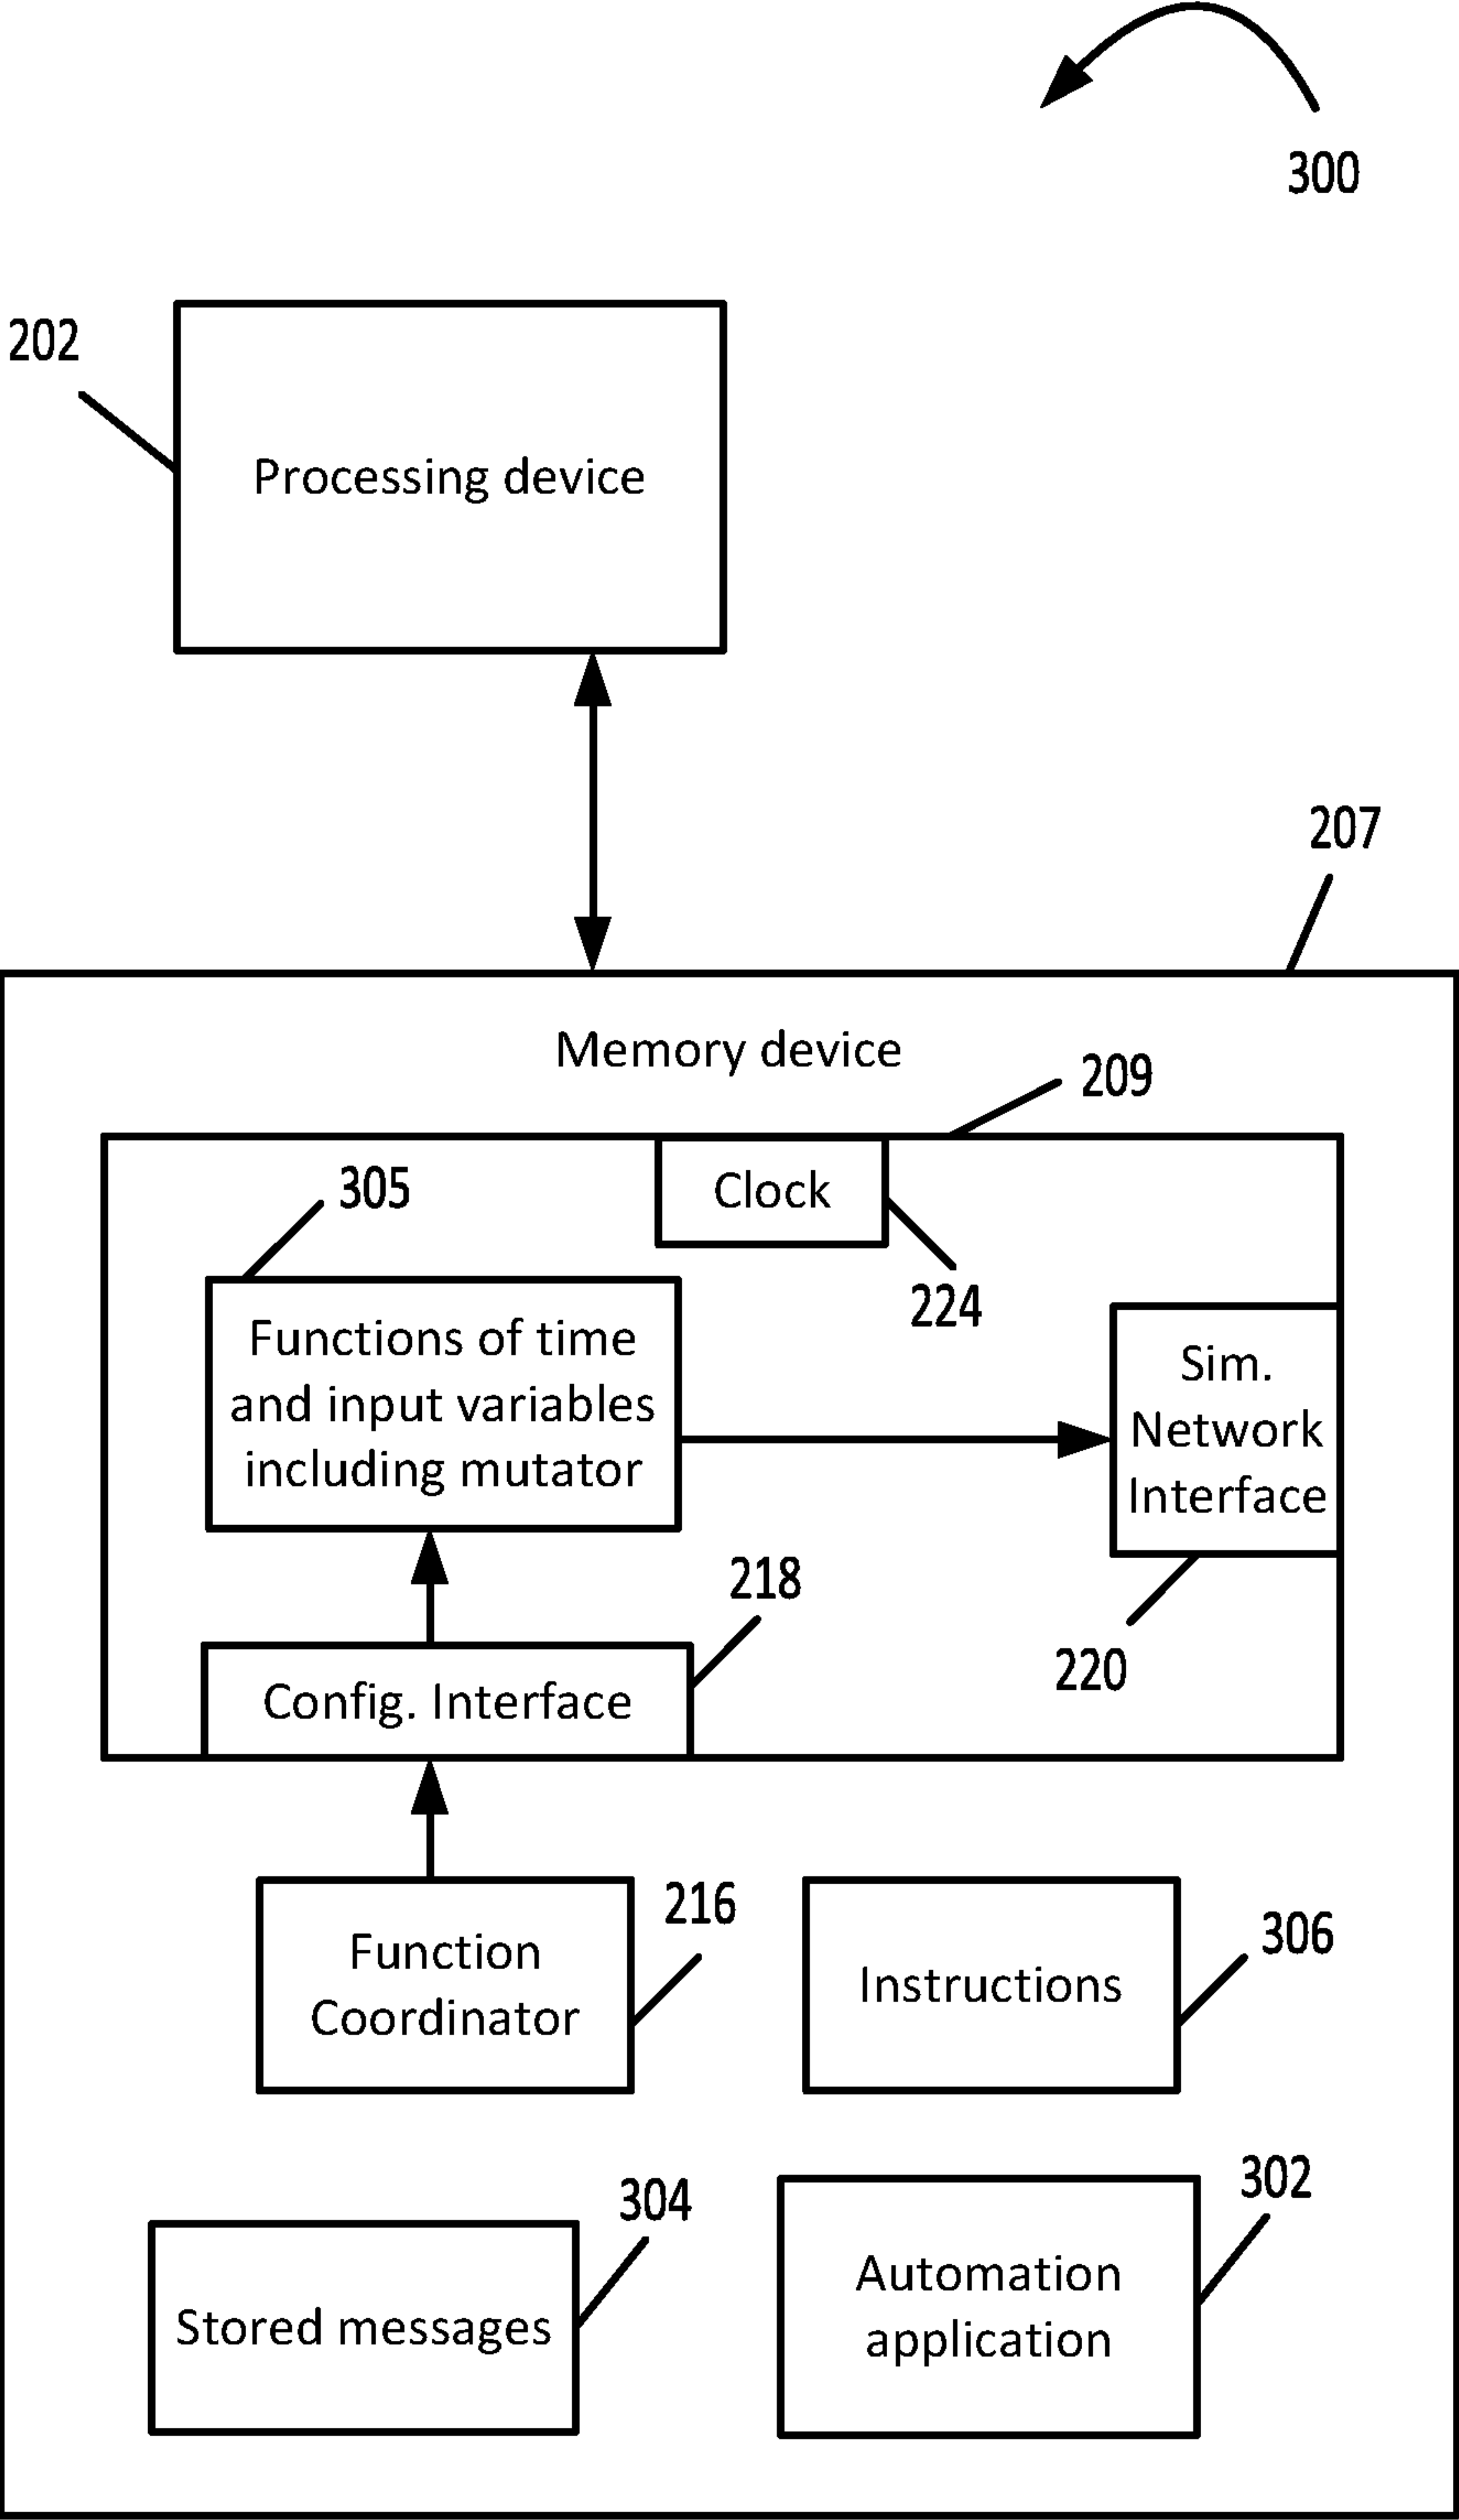 300
202
Processing device
207
Memory device
209
305
Clock
224
Functions of time
and input variables
including mutator
Sim.
Network
Interface
218
220
Config. Interface
216
Function
Coordinator
306
Instructions
304
302
Stored messages
Automation
application